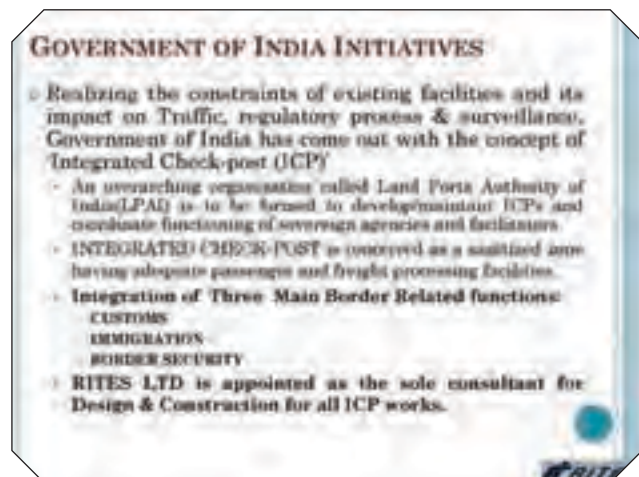 GOVERNMENT OF INDIA INITIATIVES
Realizing the constraints of existing facilities and its
impact on Traffic, regulatory process & surveillance,
Government of India has come out with the concept of
'Integrated Check-post (ICP)'
An overarching organisation called Land Ports Authority of
India(LPAI) is to be formed to develop/maintain ICPs and
coordinate functioning of sovereign agencies and facilitators.
INTEGRATED CHECK-POST is conceived as a sanitized zone
having adequate passenger and freight processing facilities.
Integration of Three Main Border Related functions:
CUSTOMS
IMMIGRATION
BORDER SECURITY
RITES LTD is appointed as the sole consultant for
Design & Construction for all ICP works.
RITE